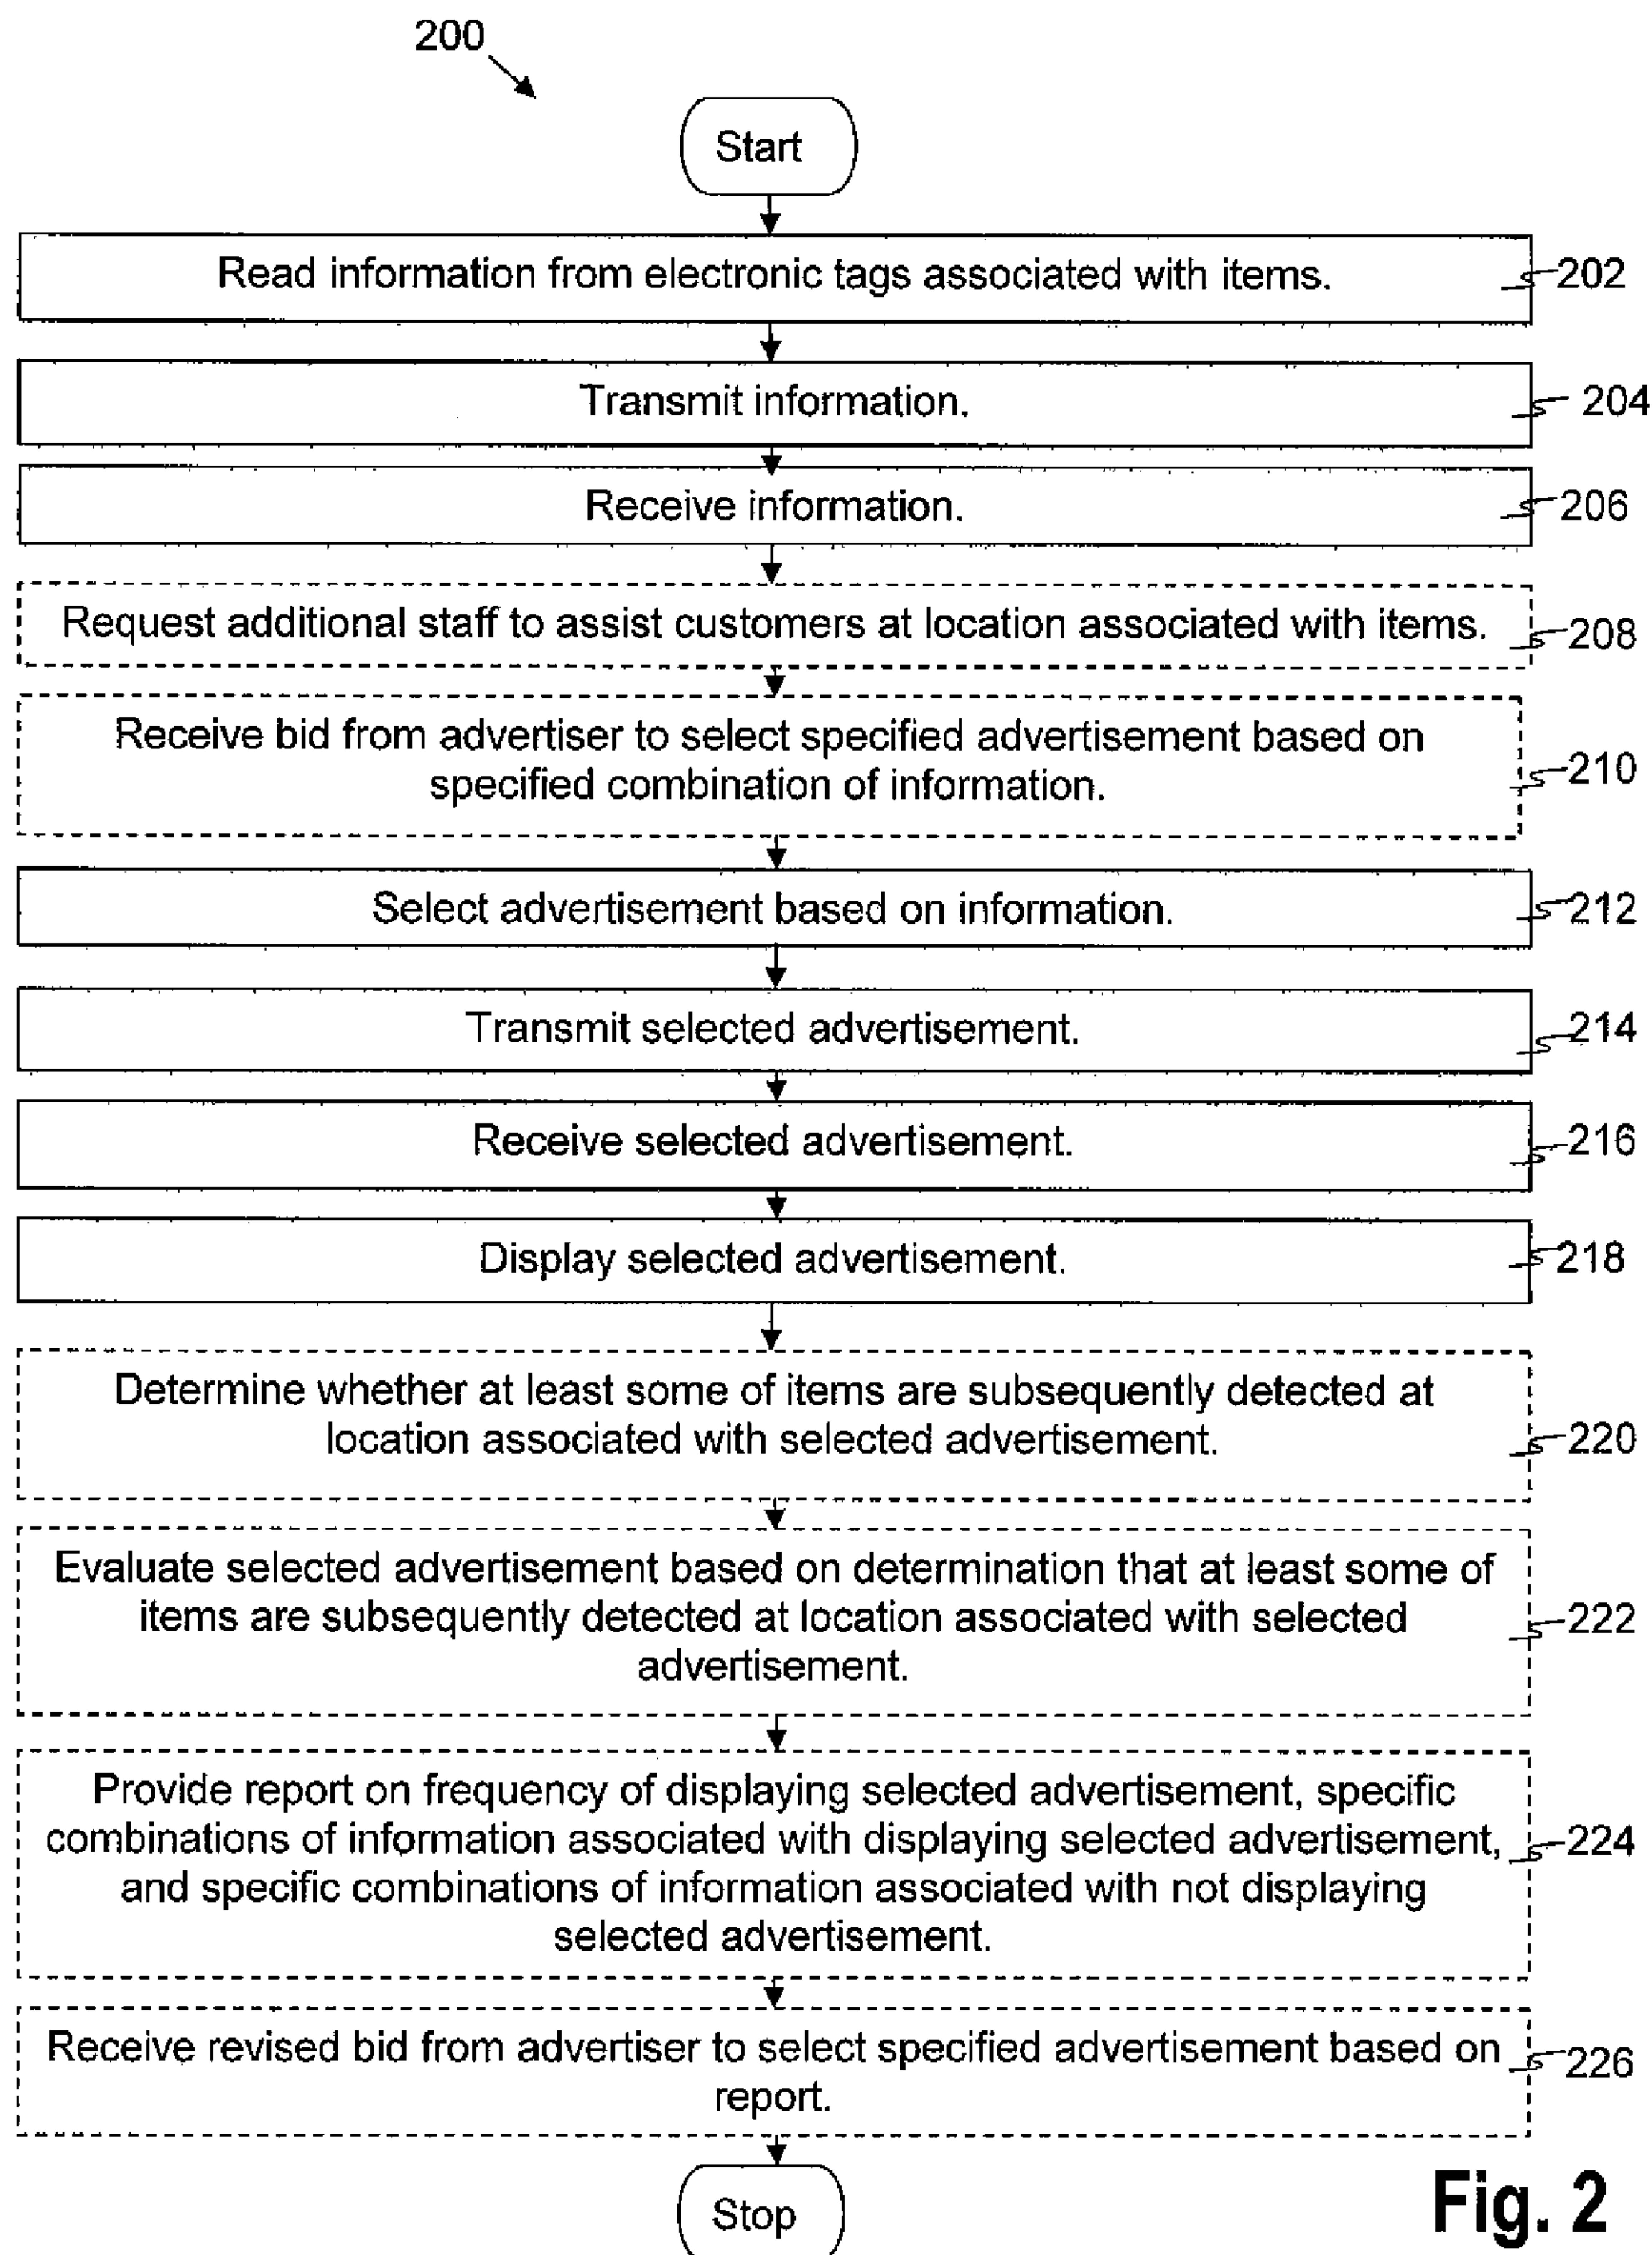 200
Start
Read information from electronic tags associated with items.
202
Transmit information.
204
Receive information.
206
Request additional staff to assist customers at location associated with items.
208
Receive bid from advertiser to select specified advertisement based on
specified combination of information.
210
Select advertisement based on information.
212
Transmit selected advertisement.
214
Receive selected advertisement.
216
Display selected advertisement.
218
Determine whether at least some of items are subsequently detected at
location associated with selected advertisement.
220
Evaluate selected advertisement based on determination that at least some of
items are subsequently detected at location associated with selected
advertisement.
222
Provide report on frequency of displaying selected advertisement, specific
combinations of information associated with displaying selected advertisement,
and specific combinations of information associated with not displaying
selected advertisement.
224
Receive revised bid from advertiser to select specified advertisement based on
report.
226
Stop
Fig. 2